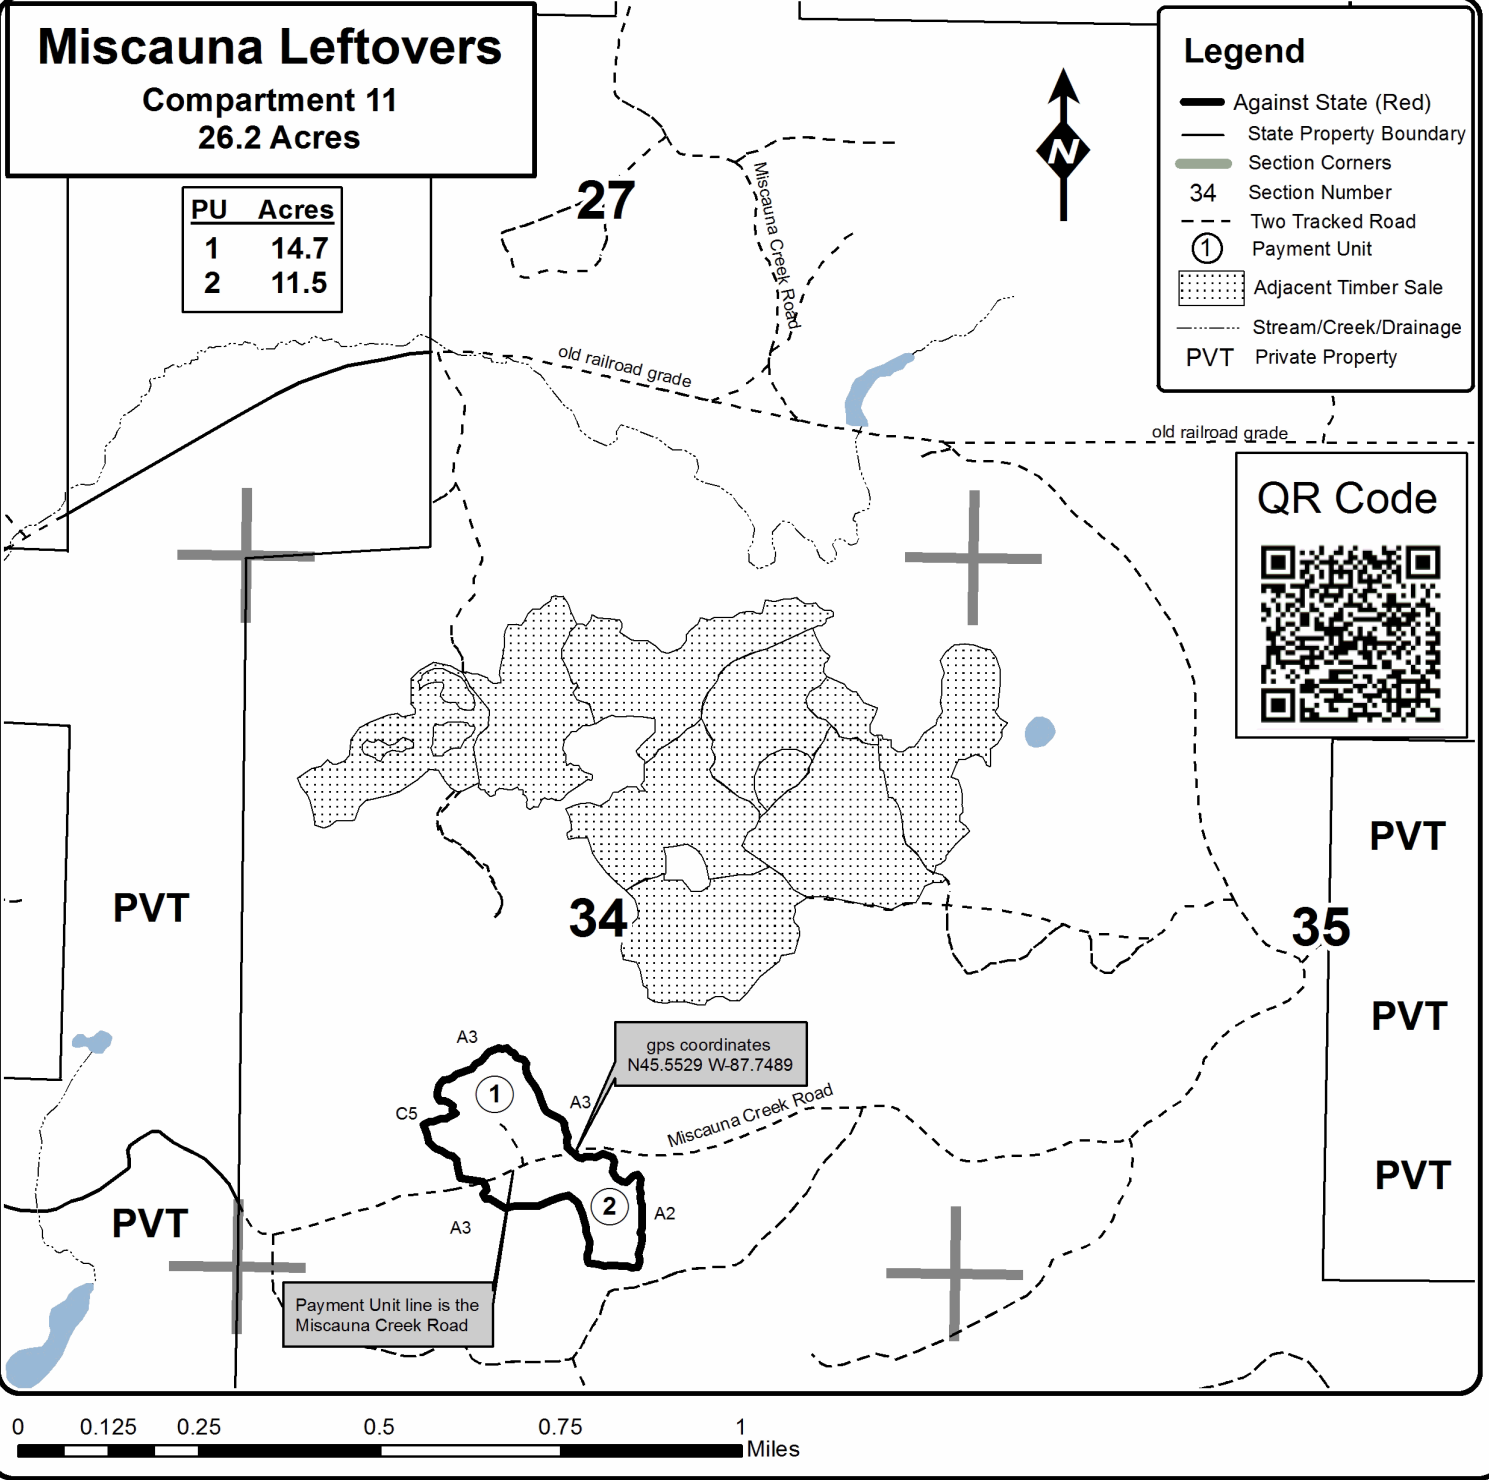 Miscauna Leftovers
Compartment 11
26.2 Acres
PU Acres
1 14.7
2 11.5
Legend
Against State (Red)
State Property Boundary
Section Corners
34 Section Number
Two Tracked Road
1 Payment Unit
Adjacent Timber Sale
Stream/Creek/Drainage
PVT Private Property
N
27
Miscauna Creek Road
old railroad grade
old railroad grade
QR Code
PVT
PVT
34
35
PVT
A3
gps coordinates
N45.5529 W-87.7489
1
C5
A3
Miscauna Creek Road
PVT
PVT
2
A2
A3
Payment Unit line is the
Miscauna Creek Road
0 0.125 0.25 0.5 0.75 1
Miles